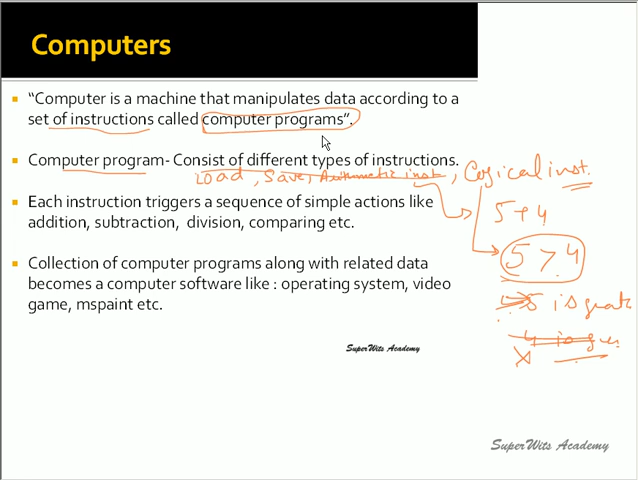 Computers
“Computer is a machine that manipulates data according to a
set of instructions called computer programs”.
Computer program- Consist of different types of instructions.
Load, Save, Arithmetic inst, Logical inst.
Each instruction triggers a sequence of simple actions like
addition, subtraction, division, comparing etc.
5 + 4
5 > 4
Collection of computer programs along with related data
becomes a computer software like : operating system, video
game, mspaint etc.
5 is great
4 is
SuperWits Academy
SuperWits Academy